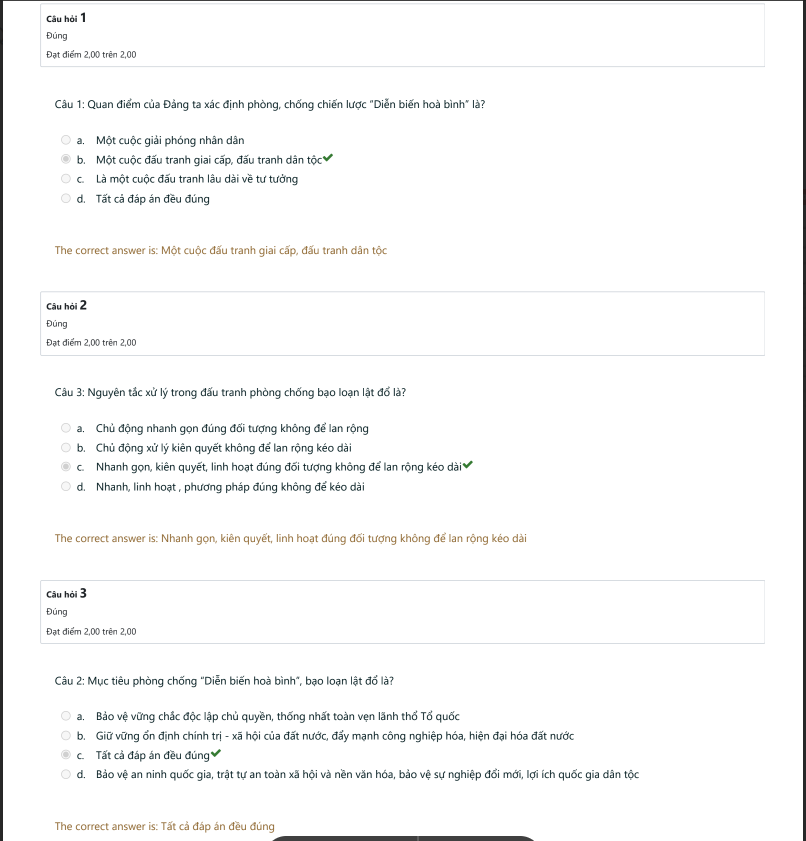 Câu hỏi 1
Đúng
Đạt điểm 2,00 trên 2,00
Câu 1: Quan điểm của Đảng ta xác định phòng, chống chiến lược "Diễn biến hoà bình" là?
a. Một cuộc giải phóng nhân dân
b. Một cuộc đấu tranh giai cấp, đấu tranh dân tộc
c. Là một cuộc đấu tranh lâu dài về tư tưởng
d. Tất cả đáp án đều đúng
The correct answer is: Một cuộc đấu tranh giai cấp, đấu tranh dân tộc
Câu hỏi 2
Đúng
Đạt điểm 2,00 trên 2,00
Câu 3: Nguyên tắc xử lý trong đấu tranh phòng chống bạo loạn lật đổ là?
a. Chủ động nhanh gọn đúng đối tượng không để lan rộng
b. Chủ động xử lý kiên quyết không để lan rộng kéo dài
c. Nhanh gọn, kiên quyết, linh hoạt đúng đối tượng không để lan rộng kéo dài
d. Nhanh, linh hoạt , phương pháp đúng không để kéo dài
The correct answer is: Nhanh gọn, kiên quyết, linh hoạt đúng đối tượng không để lan rộng kéo dài
Câu hỏi 3
Đúng
Đạt điểm 2,00 trên 2,00
Câu 2: Mục tiêu phòng chống "Diễn biến hoà bình", bạo loạn lật đổ là?
a. Bảo vệ vững chắc độc lập chủ quyền, thống nhất toàn vẹn lãnh thổ Tổ quốc
b. Giữ vững ổn định chính trị - xã hội của đất nước, đẩy mạnh công nghiệp hóa, hiện đại hóa đất nước
c. Tất cả đáp án đều đúng
d. Bảo vệ an ninh quốc gia, trật tự an toàn xã hội và nền văn hóa, bảo vệ sự nghiệp đổi mới, lợi ích quốc gia dân tộc
The correct answer is: Tất cả đáp án đều đúng